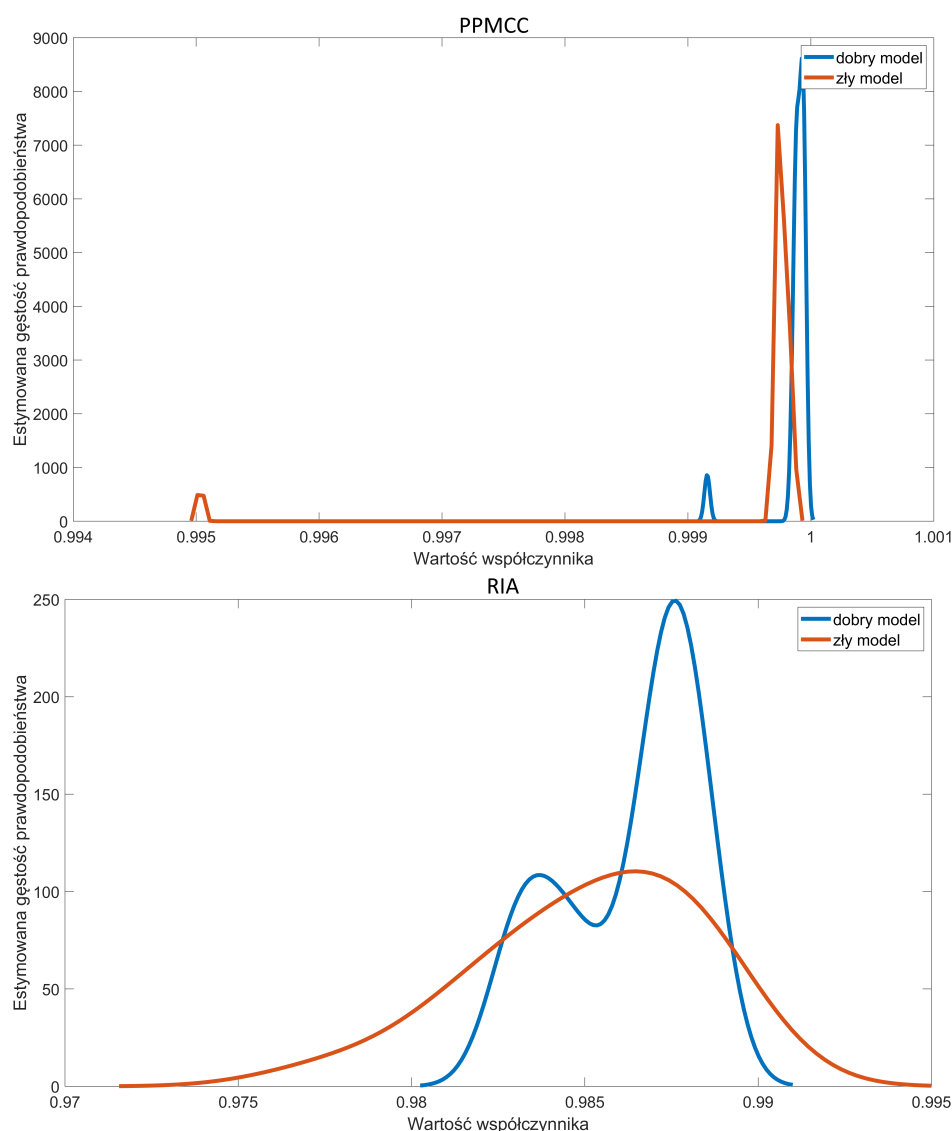 PPMCC
9000
8000
7000
6000
5000
4000
3000
2000
1000
0
Estymowana gęstość prawdopodobieństwa
dobry model
zły model
0.994 0.995 0.996 0.997 0.998 0.999 1 1.001
Wartość współczynnika
RIA
250
200
150
100
50
0
Estymowana gęstość prawdopodobieństwa
dobry model
zły model
0.97 0.975 0.98 0.985 0.99 0.995
Wartość współczynnika